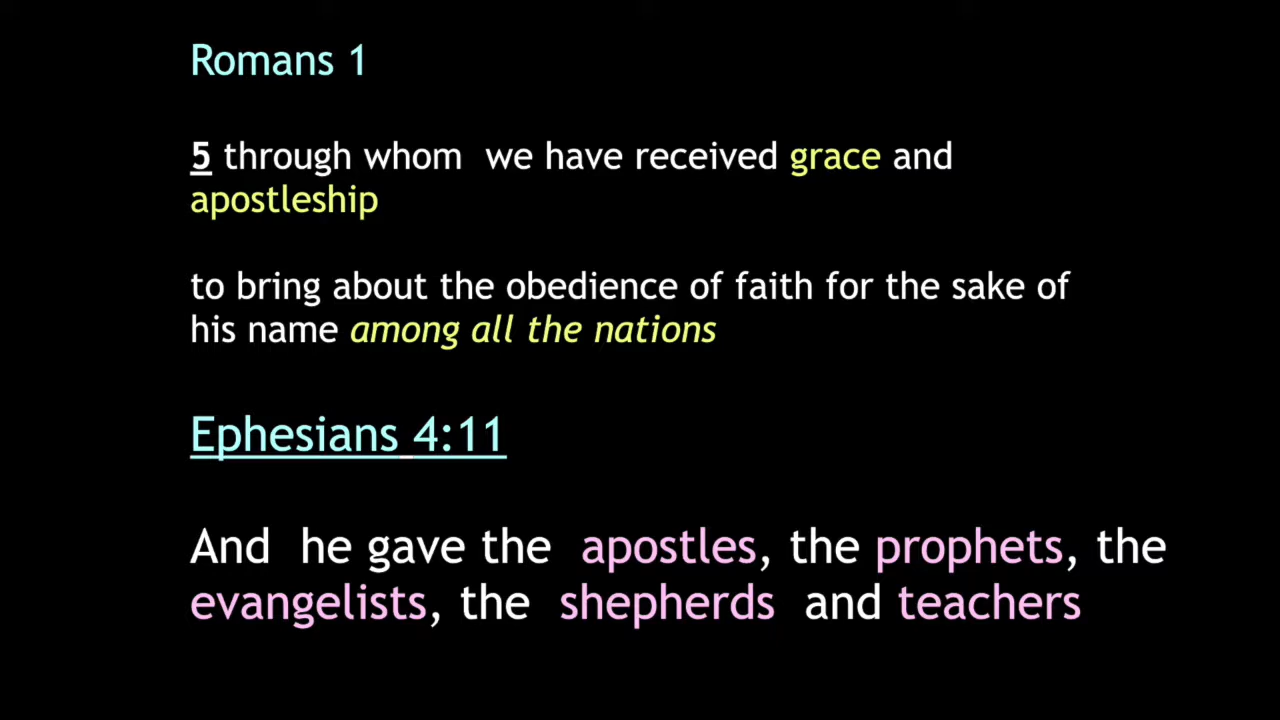 Romans 1
5 through whom we have received grace and
apostleship
to bring about the obedience of faith for the sake of
his name among all the nations
Ephesians 4:11
And he gave the apostles, the prophets, the
evangelists, the shepherds and teachers